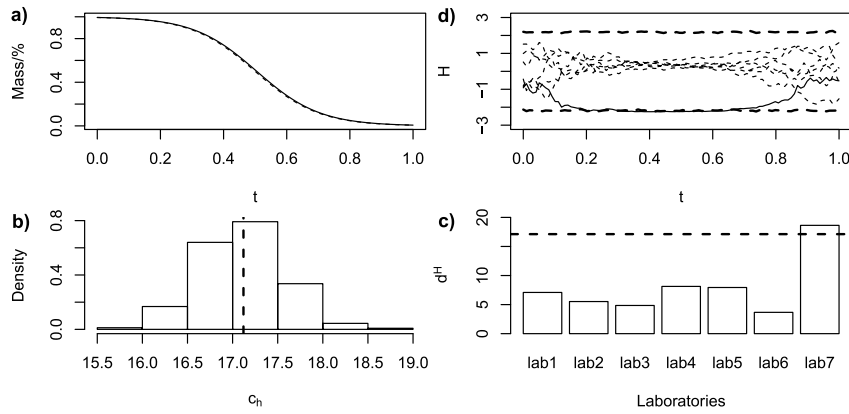 a)
Mass/%
0.8
0.4
0.0
0.0 0.2 0.4 0.6 0.8 1.0
t
d)
H
3
1
−1
−3
0.0 0.2 0.4 0.6 0.8 1.0
t
b)
Density
0.8
0.4
0.0
15.5 16.0 16.5 17.0 17.5 18.0 18.5 19.0
cₕ
c)
dᴴ
20
10
5
0
lab1 lab2 lab3 lab4 lab5 lab6 lab7
Laboratories